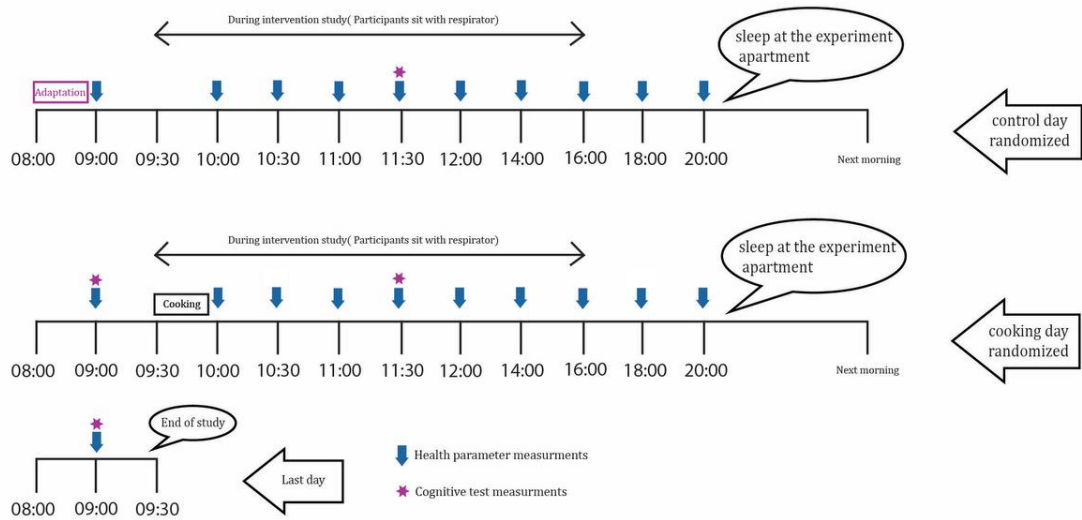 During intervention study( Participants sit with respirator)
sleep at the experiment
apartment
Adaptation
08:00 09:00 09:30 10:00 10:30 11:00 11:30 12:00 14:00 16:00 18:00 20:00 Next morning
control day
randomized
During intervention study( Participants sit with respirator)
sleep at the experiment
apartment
Cooking
08:00 09:00 09:30 10:00 10:30 11:00 11:30 12:00 14:00 16:00 18:00 20:00 Next morning
cooking day
randomized
End of study
08:00 09:00 09:30
Last day
Health parameter measurments
Cognitive test measurments